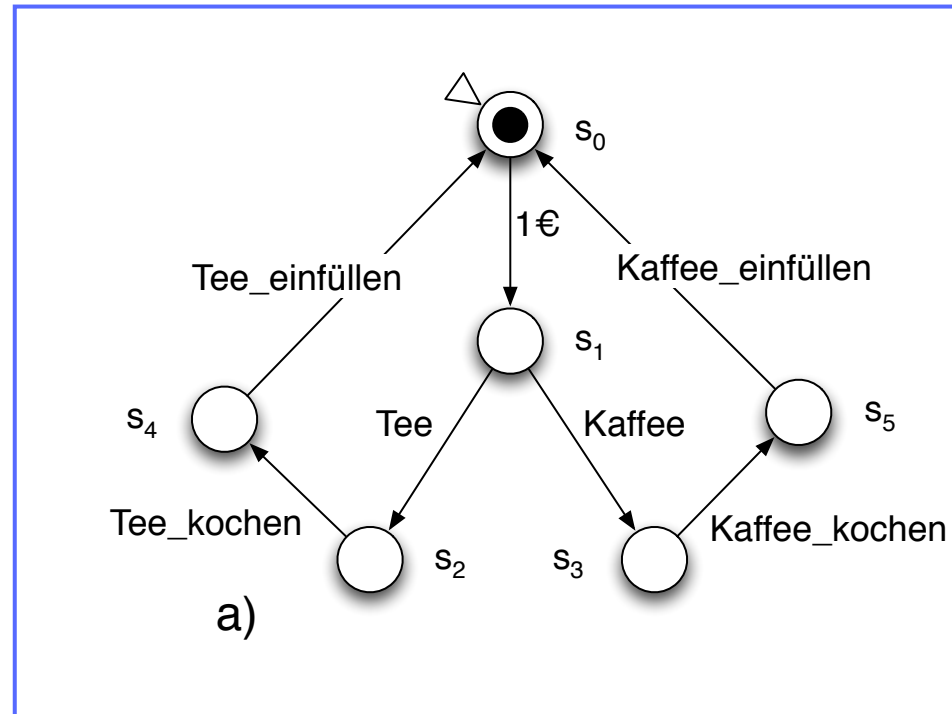 s₀
1€
Tee_einfüllen
Kaffee_einfüllen
s₁
s₄
Tee
Kaffee
s₅
Tee_kochen
Kaffee_kochen
s₂
s₃
a)